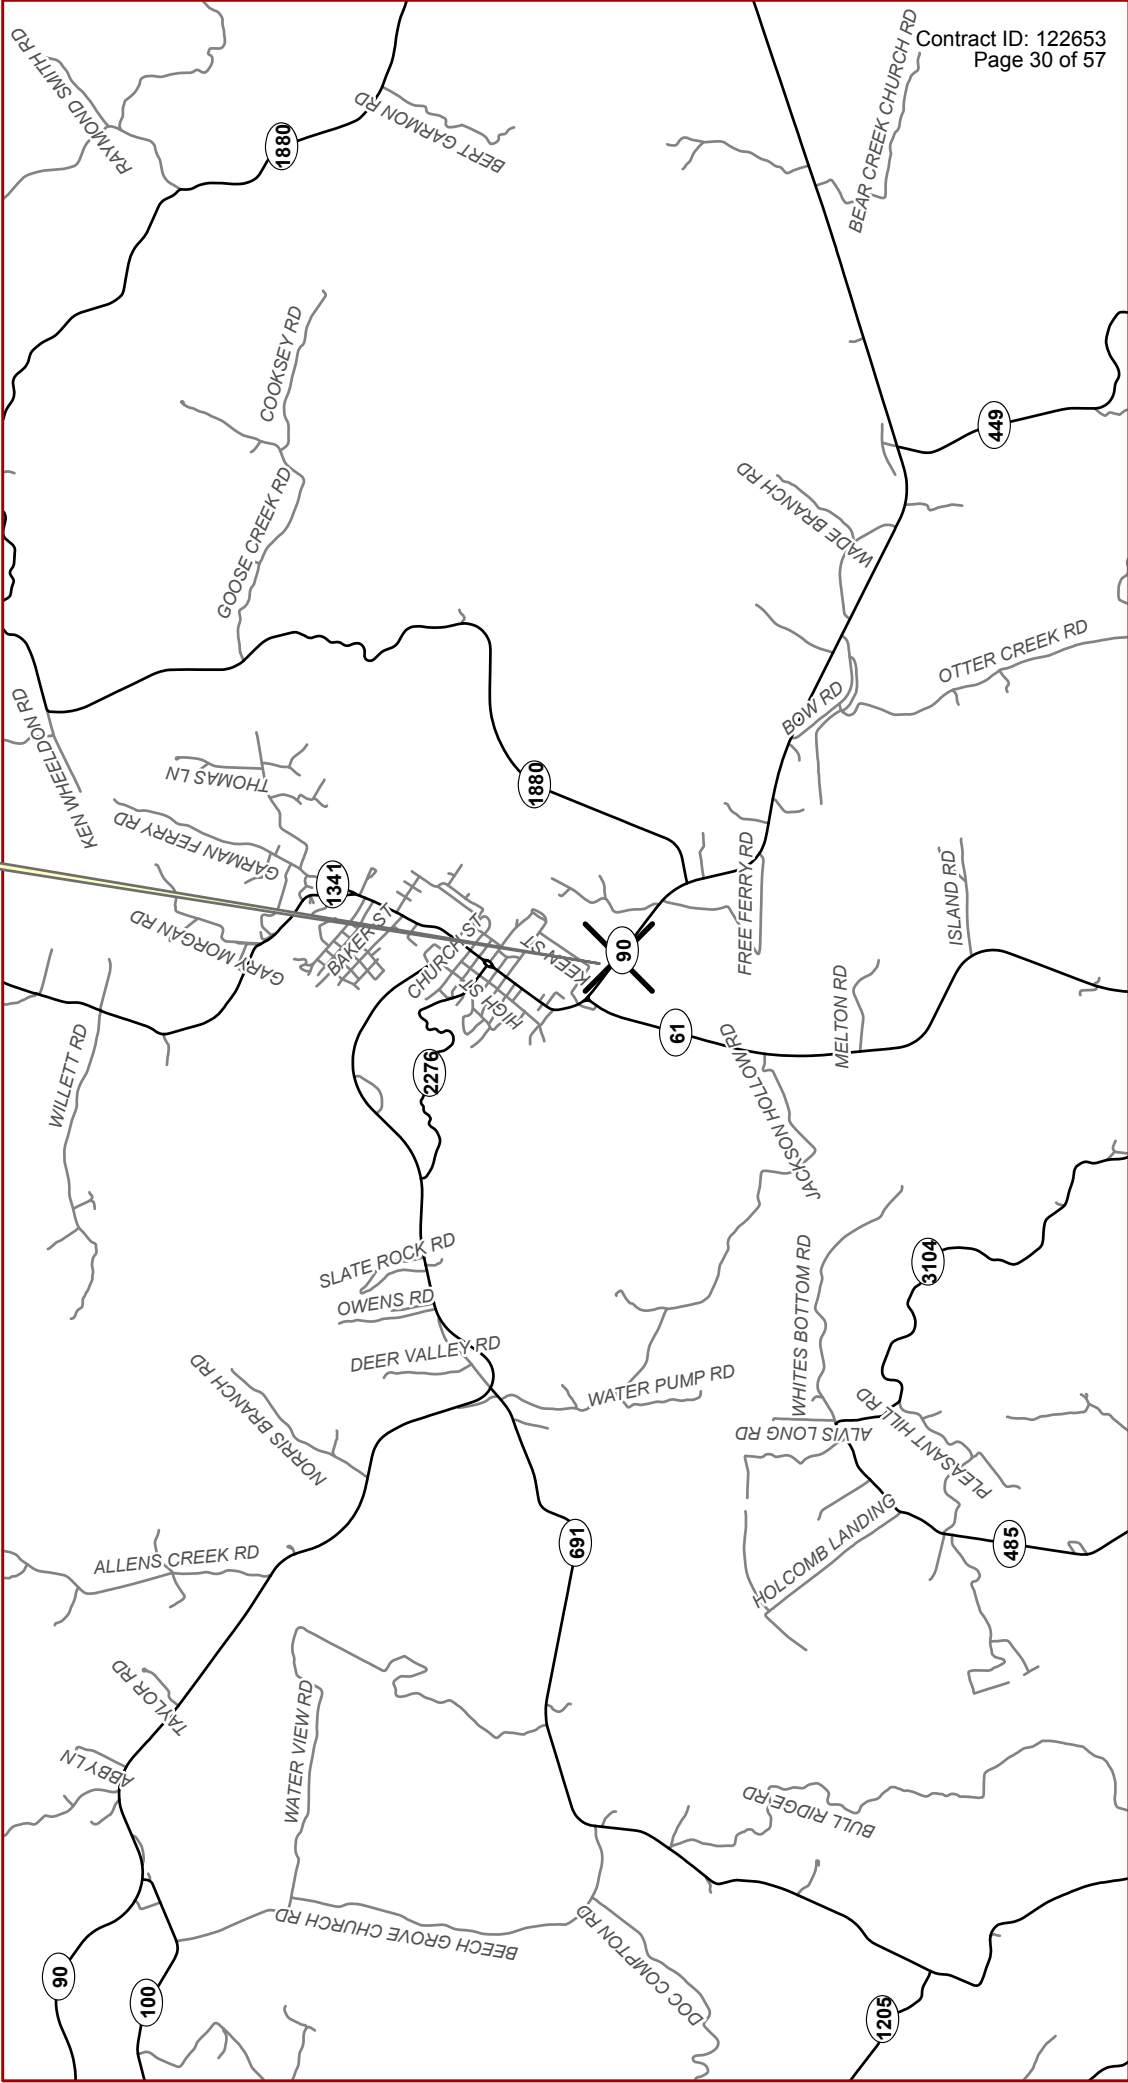 Contract ID: 122653
Page 30 of 57
RAYMOND SMITH RD
1880
BERT GARMON RD
BEAR CREEK CHURCH RD
COOKSEY RD
GOOSE CREEK RD
449
WADE BRANCH RD
OTTER CREEK RD
BOW RD
KEN WHEELDON RD
THOMAS LN
1880
GARMAN FERRY RD
1341
GARY MORGAN RD
BAKER ST
CHURCH ST
KEEN ST
HIGH ST
90
FREE FERRY RD
ISLAND RD
MELTON RD
61
JACKSON HOLLOW RD
2276
WILLETT RD
SLATE ROCK RD
OWENS RD
DEER VALLEY RD
WATER PUMP RD
WHITES BOTTOM RD
3104
ALVIS LONG RD
PLEASANT HILL RD
NORRIS BRANCH RD
HOLCOMB LANDING
485
691
ALLENS CREEK RD
TAYLOR RD
ABBY LN
WATER VIEW RD
BULL RIDGE RD
BEECH GROVE CHURCH RD
DOC COMPTON RD
90
100
1205